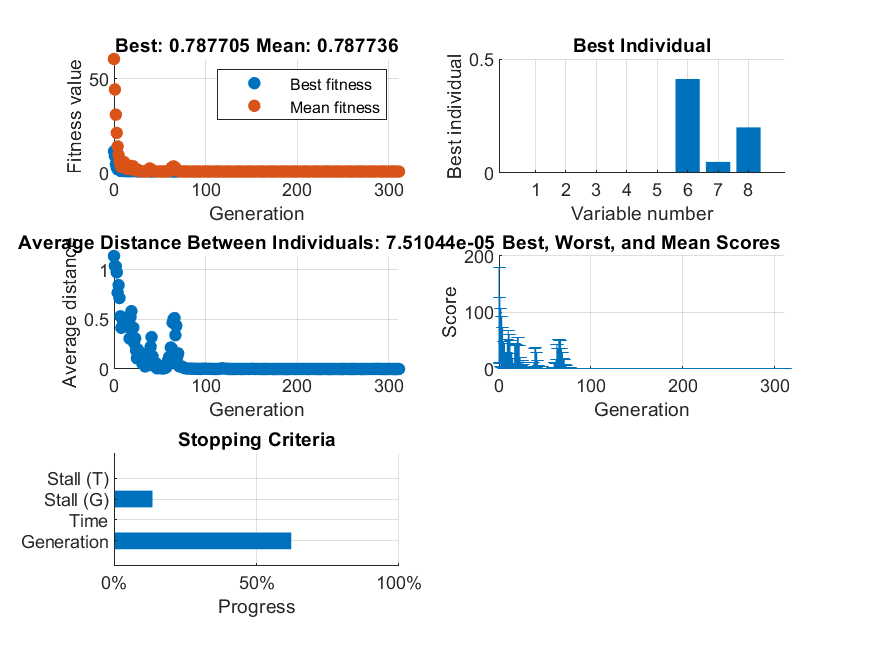 Best: 0.787705 Mean: 0.787736
Fitness value
50
0
Best fitness
Mean fitness
0 100 200 300
Generation
Best Individual
Best individual
0.5
0
1 2 3 4 5 6 7 8
Variable number
Average Distance Between Individuals: 7.51044e-05
Average distance
1
0.5
0
0 100 200 300
Generation
Best, Worst, and Mean Scores
Score
200
100
0
0 100 200 300
Generation
Stopping Criteria
Stall (T)
Stall (G)
Time
Generation
0% 50% 100%
Progress